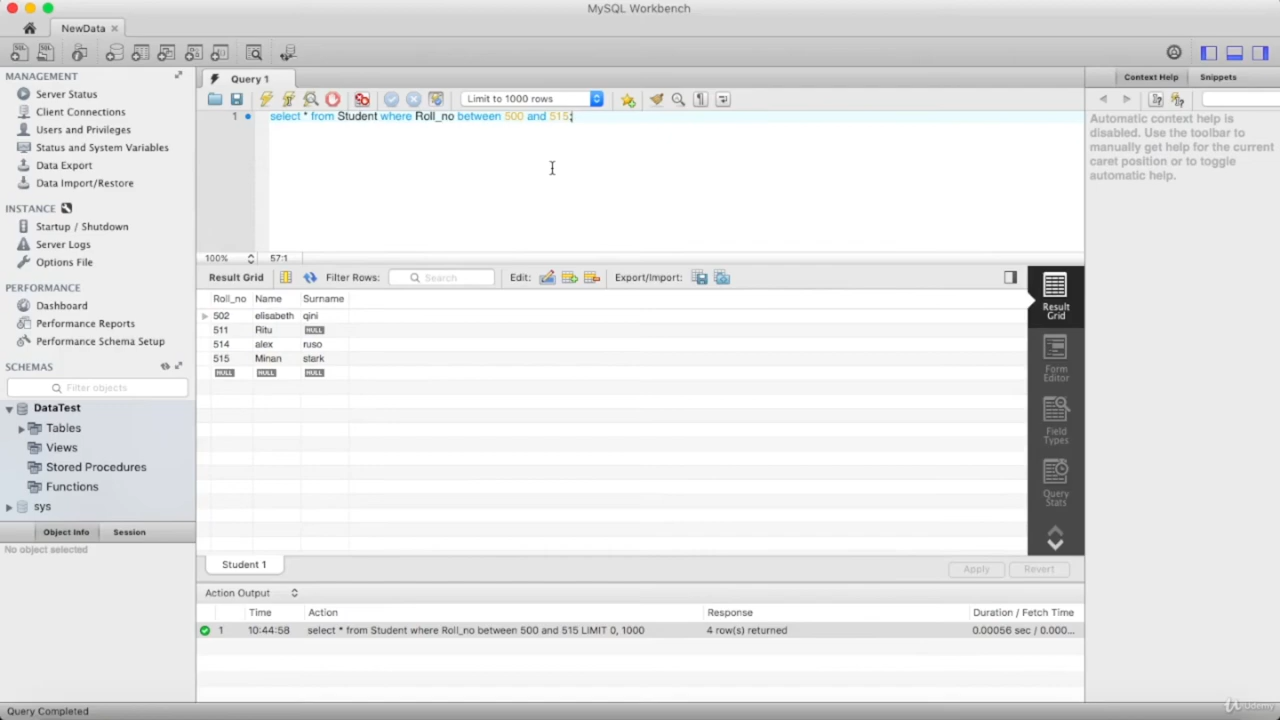 MySQL Workbench
NewData
MANAGEMENT
Server Status
Client Connections
Users and Privileges
Status and System Variables
Data Export
Data Import/Restore
INSTANCE
Startup / Shutdown
Server Logs
Options File
PERFORMANCE
Dashboard
Performance Reports
Performance Schema Setup
SCHEMAS
Filter objects
DataTest
Tables
Views
Stored Procedures
Functions
sys
Object Info Session
No object selected
Query 1
Limit to 1000 rows
1 select * from Student where Roll_no between 500 and 515;
100% 57:1
Result Grid Filter Rows: Search Edit: Export/Import:
Roll_no Name Surname
502 elisabeth qini
511 Ritu NULL
514 alex ruso
515 Minan stark
NULL NULL NULL
Result Grid
Form Editor
Field Types
Query Stats
Student 1
Apply Revert
Action Output
Time Action Response Duration / Fetch Time
1 10:44:58 select * from Student where Roll_no between 500 and 515 LIMIT 0, 1000 4 row(s) returned 0.00056 sec / 0.000...
Context Help Snippets
Automatic context help is
disabled. Use the toolbar to
manually get help for the current
caret position or to toggle
automatic help.
Query Completed
Udemy